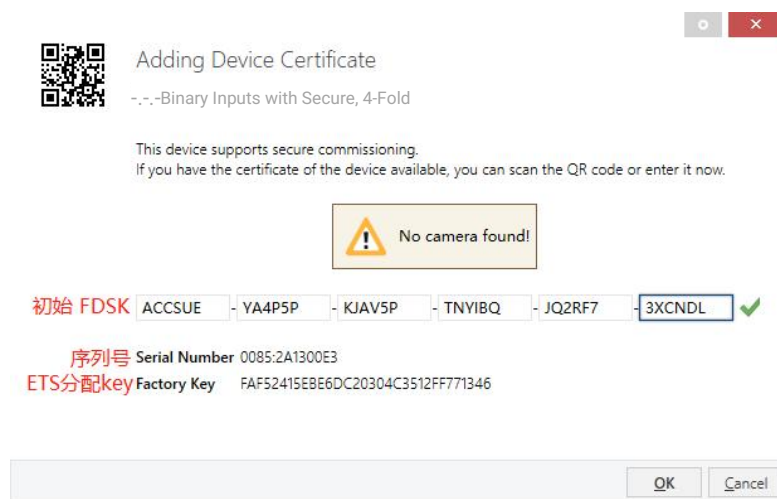 Adding Device Certificate
-.-.-Binary Inputs with Secure, 4-Fold
This device supports secure commissioning.
If you have the certificate of the device available, you can scan the QR code or enter it now.
No camera found!
初始 FDSK ACCSUE - YA4P5P - KJAV5P - TNYIBQ - JQ2RF7 - 3XCNDL
序列号 Serial Number 0085:2A1300E3
ETS分配key Factory Key FAF52415EBE6DC20304C3512FF771346
OK Cancel